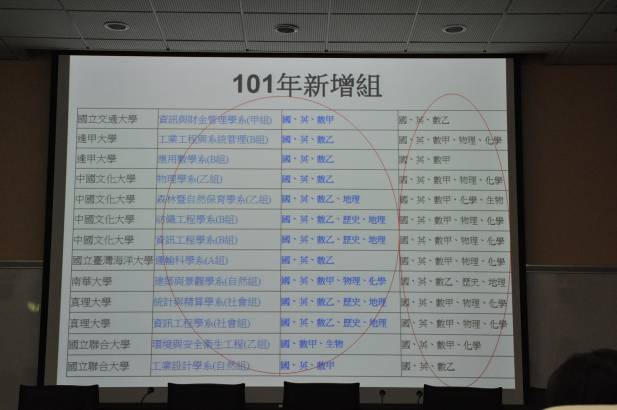 101年新增組
國立交通大學 資訊與財金管理學系(甲組) 國、英、數甲 國、英、數乙
逢甲大學 工業工程與系統管理(B組) 國、英、數乙 國、英、數甲、物理、化學
逢甲大學 應用數學系(B組) 國、英、數乙 國、英、數甲
中國文化大學 物理學系(乙組) 國、英、數乙 國、英、數甲、物理、化學
中國文化大學 森林暨自然保育學系(乙組) 國、英、數乙、地理 國、英、數甲、化學、生物
中國文化大學 紡織工程學系(B組) 國、英、數乙、歷史、地理 國、英、數甲、物理、化學
中國文化大學 資訊工程學系(B組) 國、英、數乙、歷史、地理 國、英、數甲、物理、化學
國立臺灣海洋大學 運輸科學系(A組) 國、英、數乙 國、英、數甲、物理、化學
南華大學 建築與景觀學系(自然組) 國、英、數甲、物理、化學 國、英、數乙、歷史、地理
真理大學 統計與精算學系(社會組) 國、英、數乙、歷史、地理 國、英、數甲、物理、化學
真理大學 資訊工程學系(社會組) 國、英、數乙、歷史、地理 國、英、數甲、物理、化學
國立聯合大學 環境與安全衛生工程(乙組) 國、數甲、生物 國、英、數甲、化學
國立聯合大學 工業設計學系(自然組) 國、英、數甲 國、英、數乙